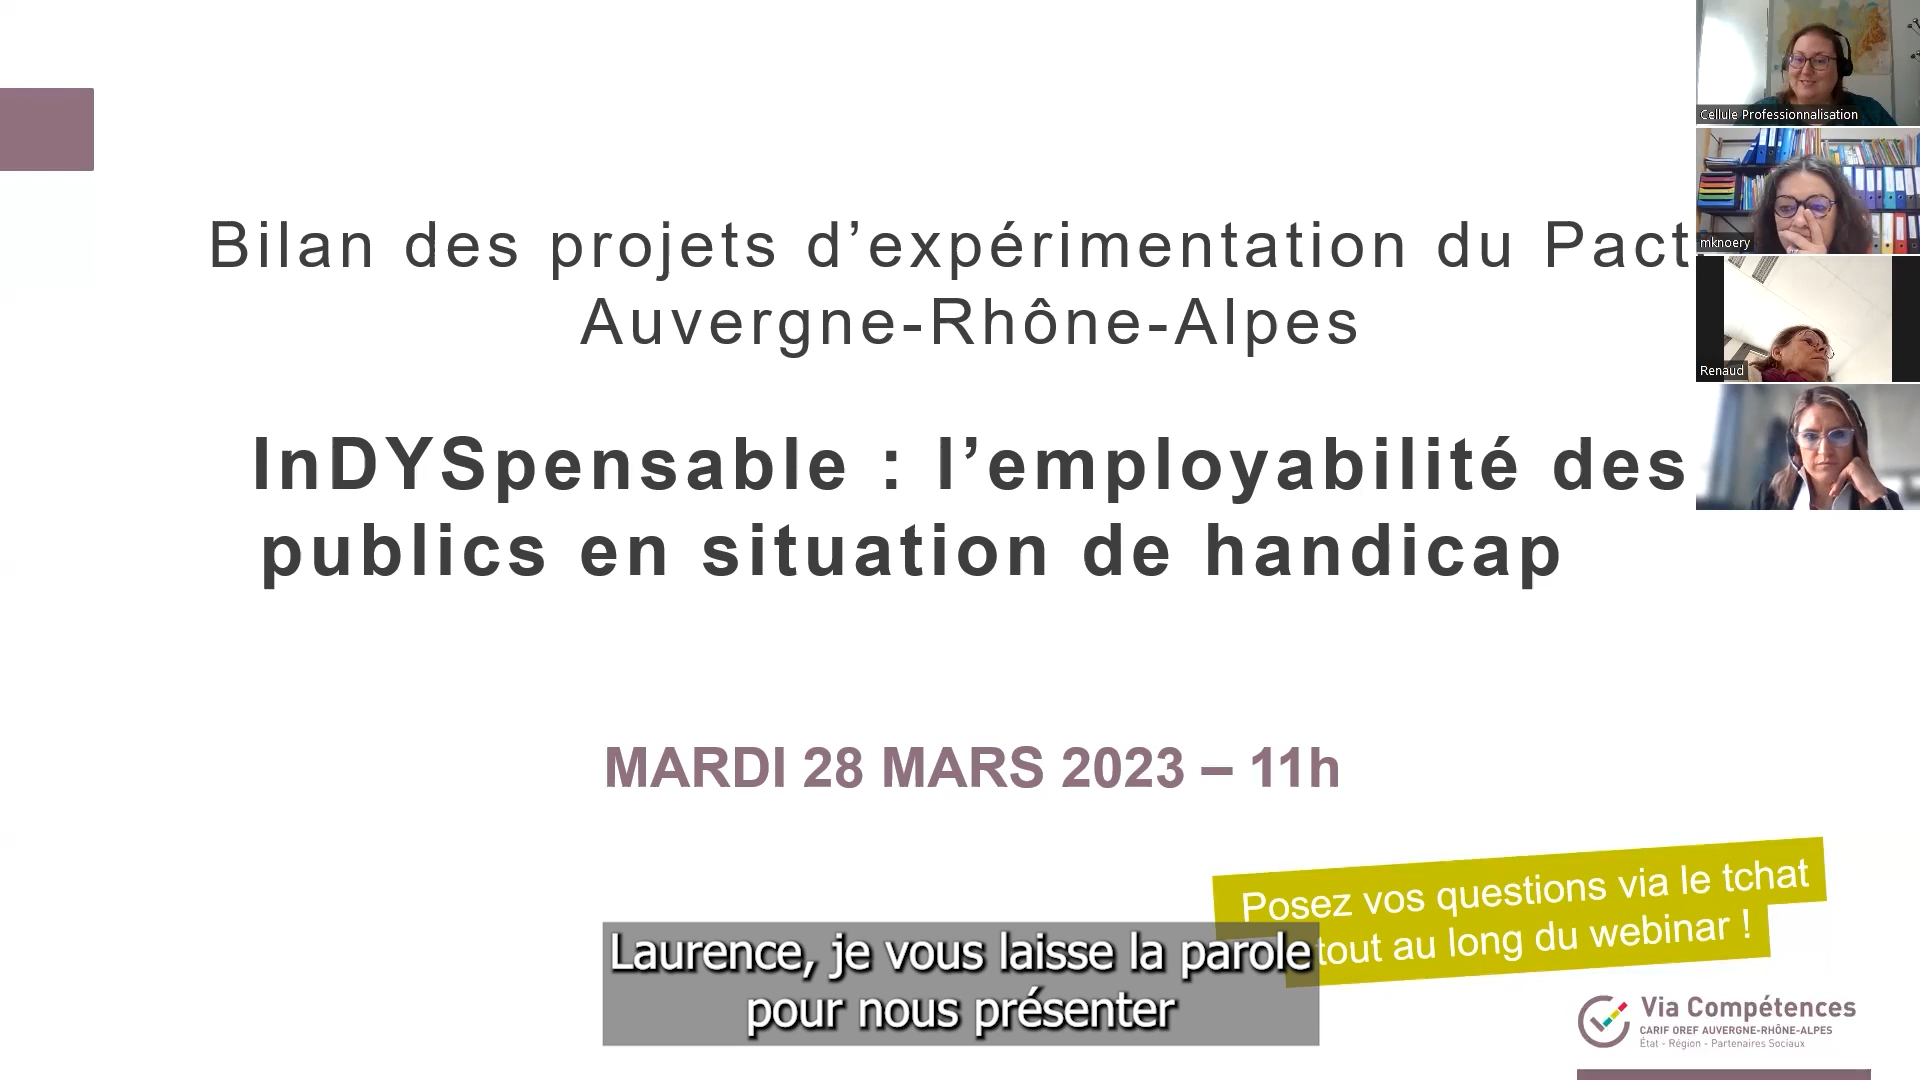 Bilan des projets d’expérimentation du Pact
Auvergne-Rhône-Alpes
InDYSpensable : l’employabilité des
publics en situation de handicap
MARDI 28 MARS 2023 – 11h
Posez vos questions via le tchat
tout au long du webinar !
Laurence, je vous laisse la parole
pour nous présenter
Via Compétences
CARIF OREF AUVERGNE-RHÔNE-ALPES
État - Région - Partenaires Sociaux
Cellule Professionnalisation
mknoery
Renaud